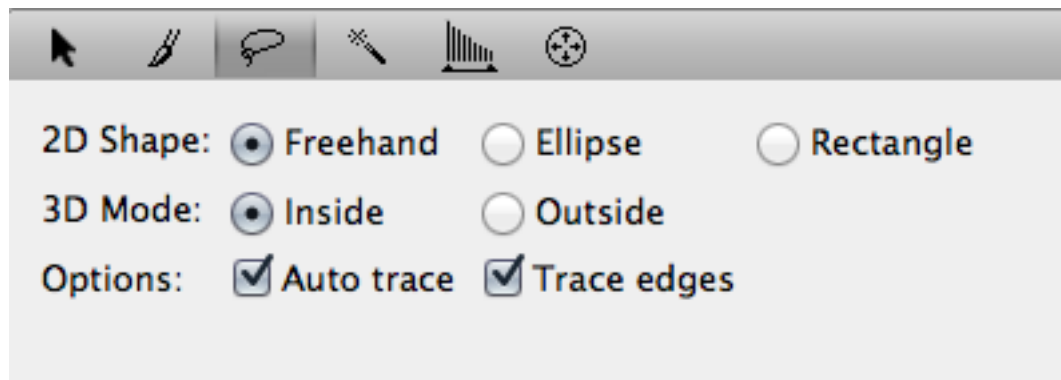 2D Shape: Freehand Ellipse Rectangle
3D Mode: Inside Outside
Options: Auto trace Trace edges